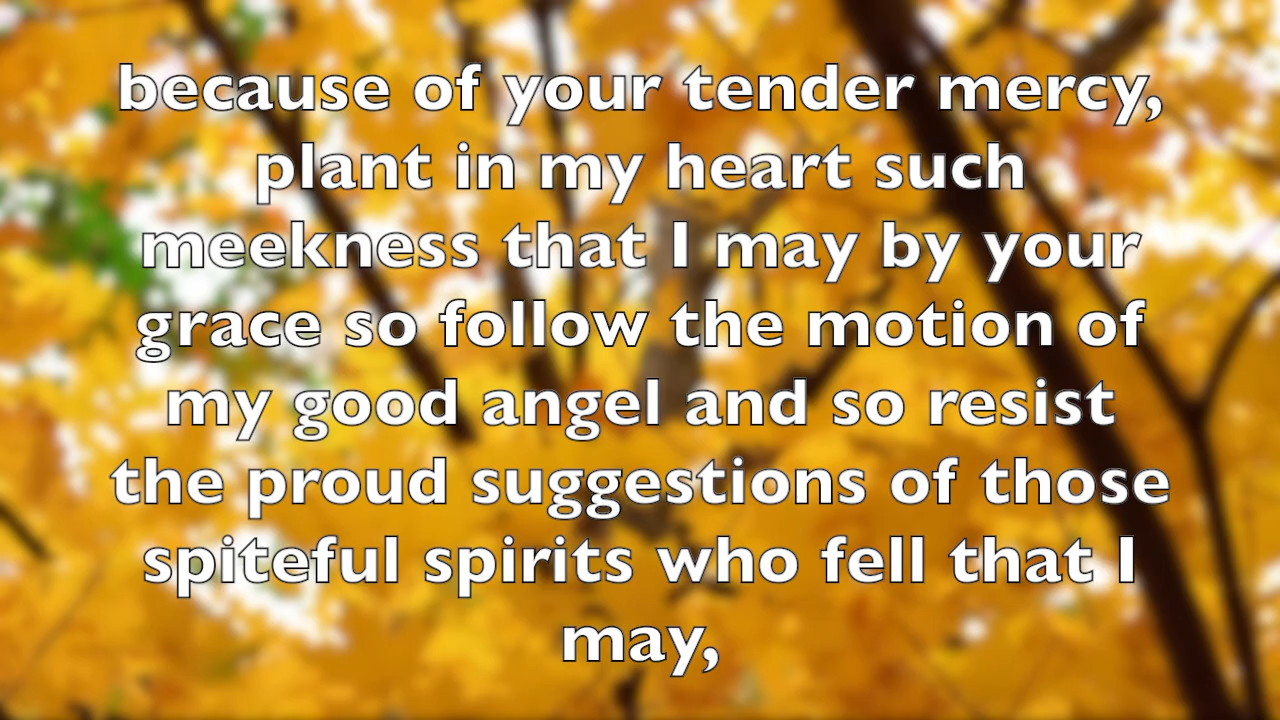 because of your tender mercy,
plant in my heart such
meekness that I may by your
grace so follow the motion of
my good angel and so resist
the proud suggestions of those
spiteful spirits who fell that I
may,